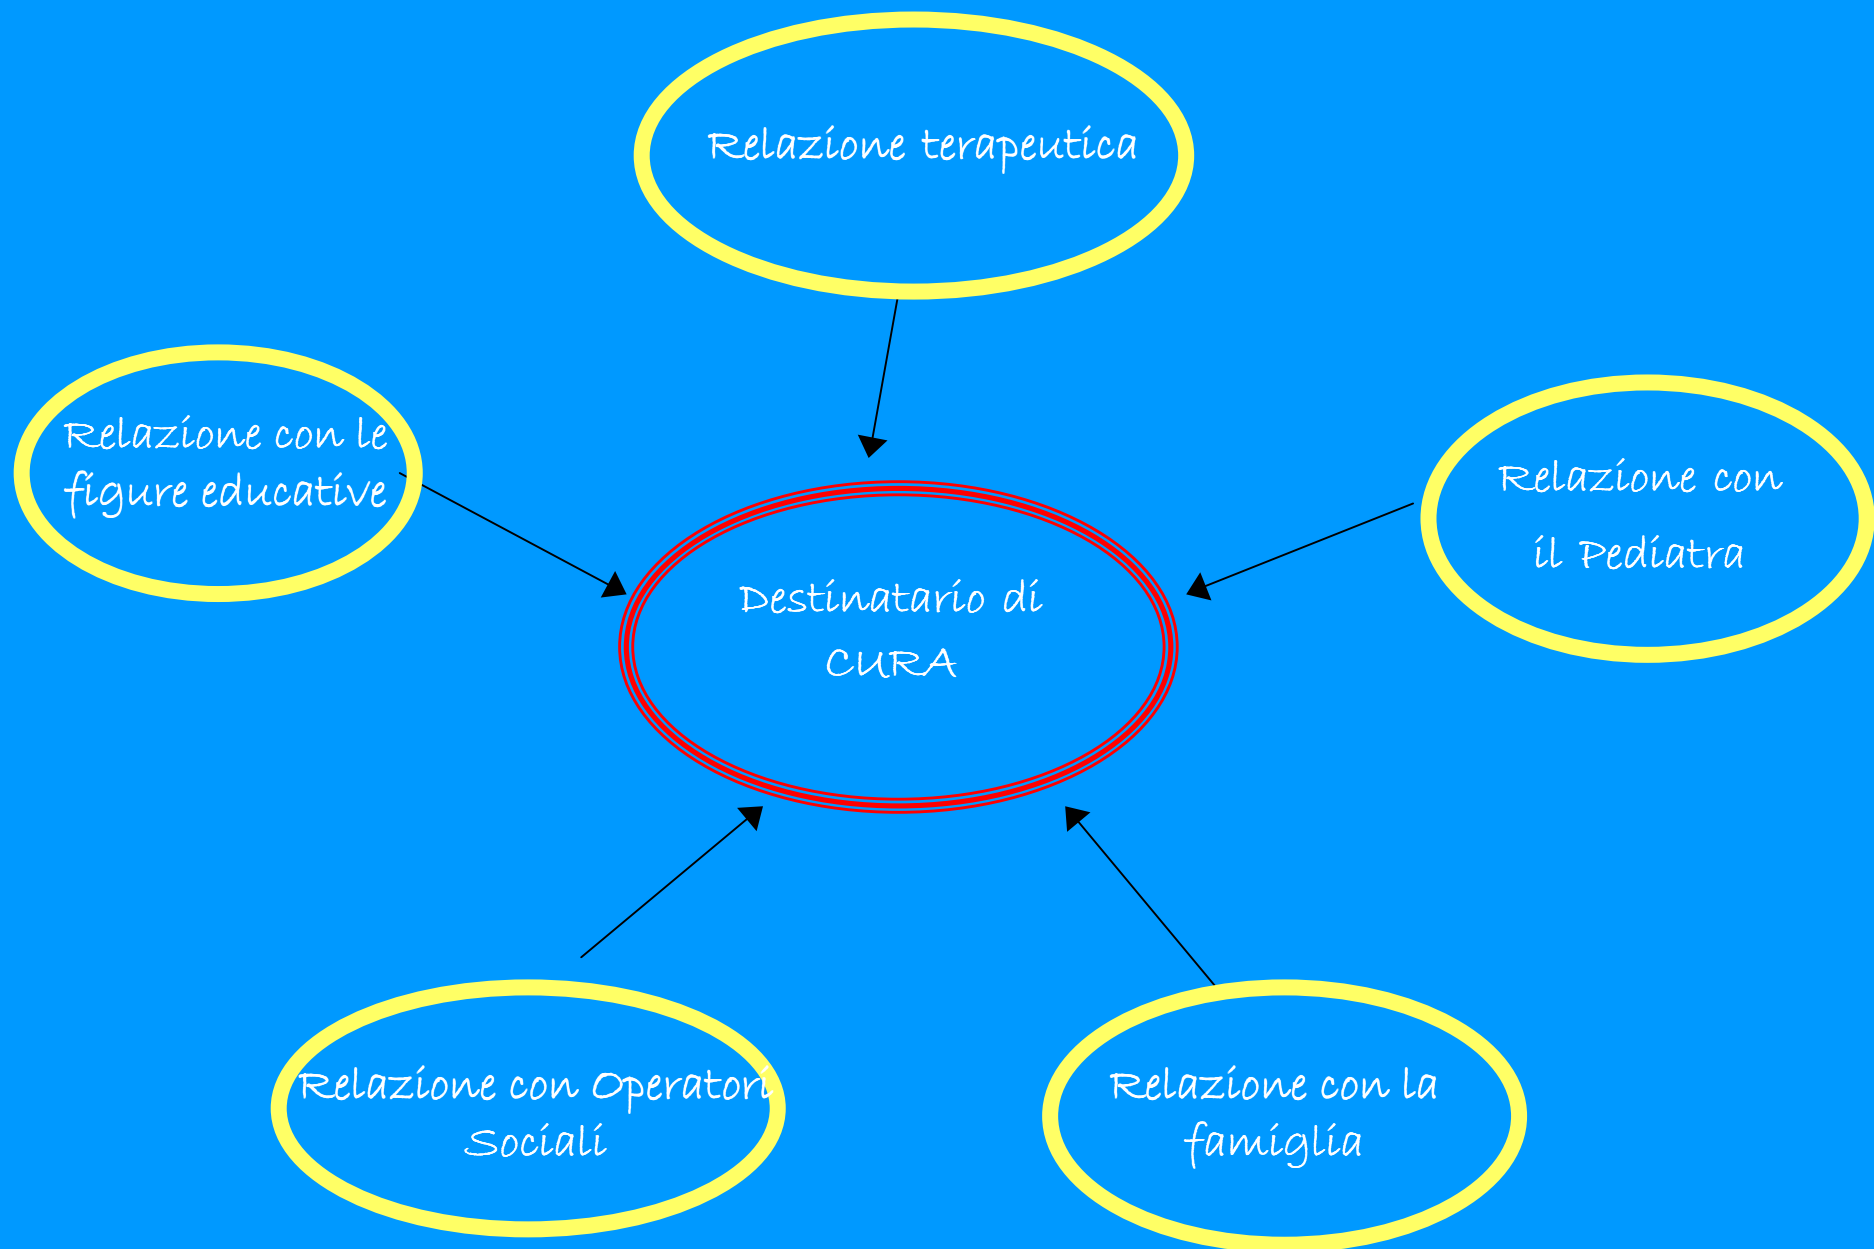 Relazione terapeutica
Relazione con le
figure educative
Relazione con
il Pediatra
Destinatario di
CURA
Relazione con Operatori
Sociali
Relazione con la
famiglia